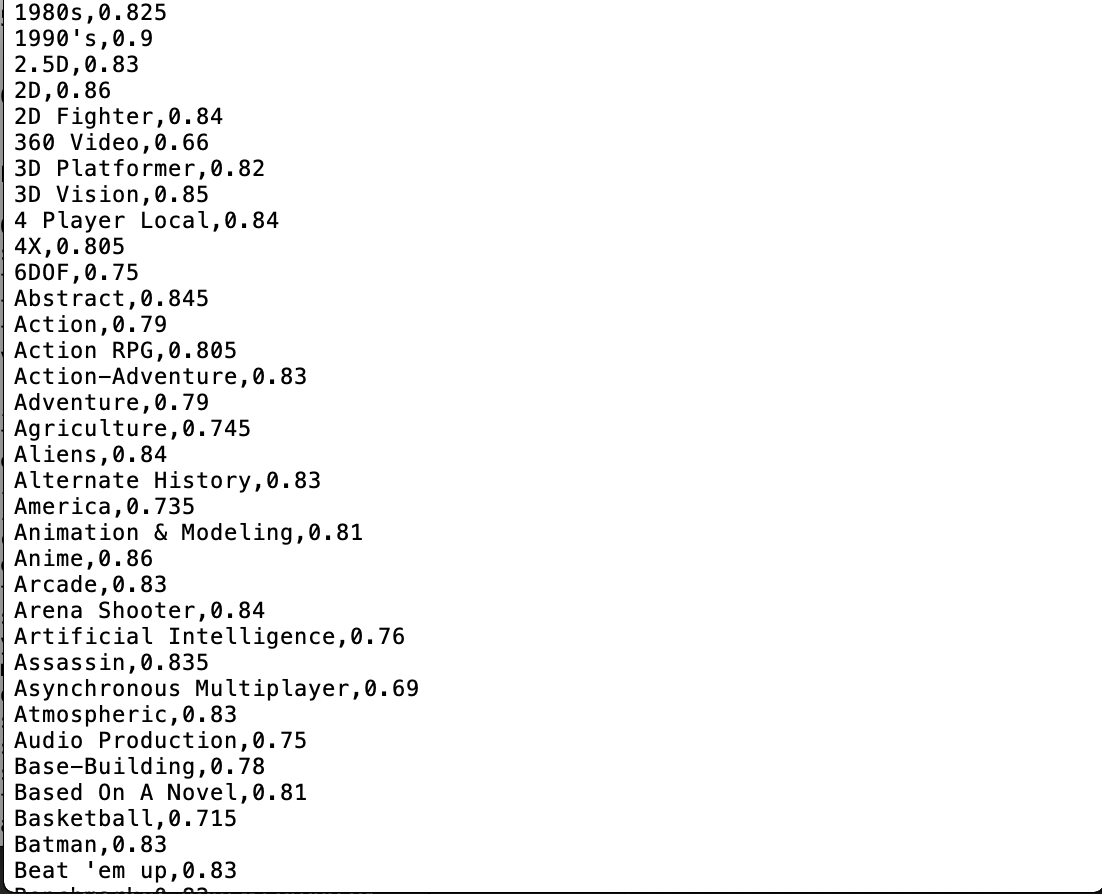 1980s,0.825
1990's,0.9
2.5D,0.83
2D,0.86
2D Fighter,0.84
360 Video,0.66
3D Platformer,0.82
3D Vision,0.85
4 Player Local,0.84
4X,0.805
6DOF,0.75
Abstract,0.845
Action,0.79
Action RPG,0.805
Action-Adventure,0.83
Adventure,0.79
Agriculture,0.745
Aliens,0.84
Alternate History,0.83
America,0.735
Animation & Modeling,0.81
Anime,0.86
Arcade,0.83
Arena Shooter,0.84
Artificial Intelligence,0.76
Assassin,0.835
Asynchronous Multiplayer,0.69
Atmospheric,0.83
Audio Production,0.75
Base-Building,0.78
Based On A Novel,0.81
Basketball,0.715
Batman,0.83
Beat 'em up,0.83